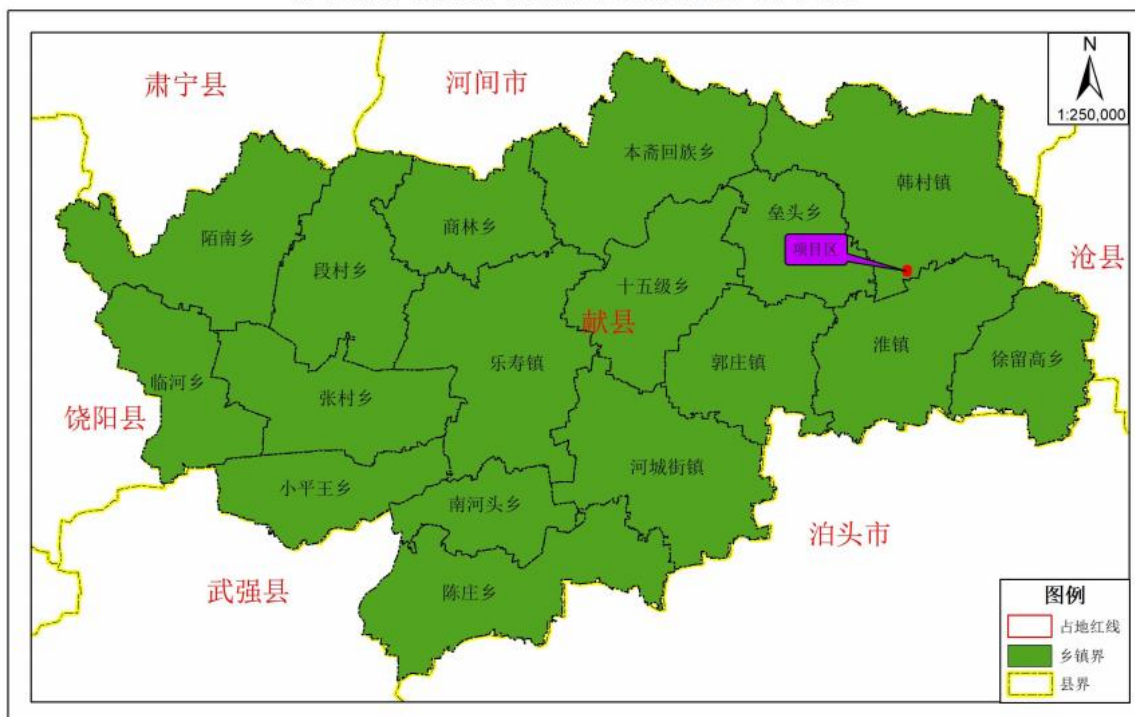 N
1:250,000
肃宁县
河间市
本斋回族乡
韩村镇
垒头乡
陌南乡
商林乡
段村乡
项目区
沧县
十五级乡
献县
乐寿镇
郭庄镇
淮镇
徐留高乡
临河乡
张村乡
饶阳县
河城街镇
小平王乡
南河头乡
泊头市
武强县
陈庄乡
图例
占地红线
乡镇界
县界